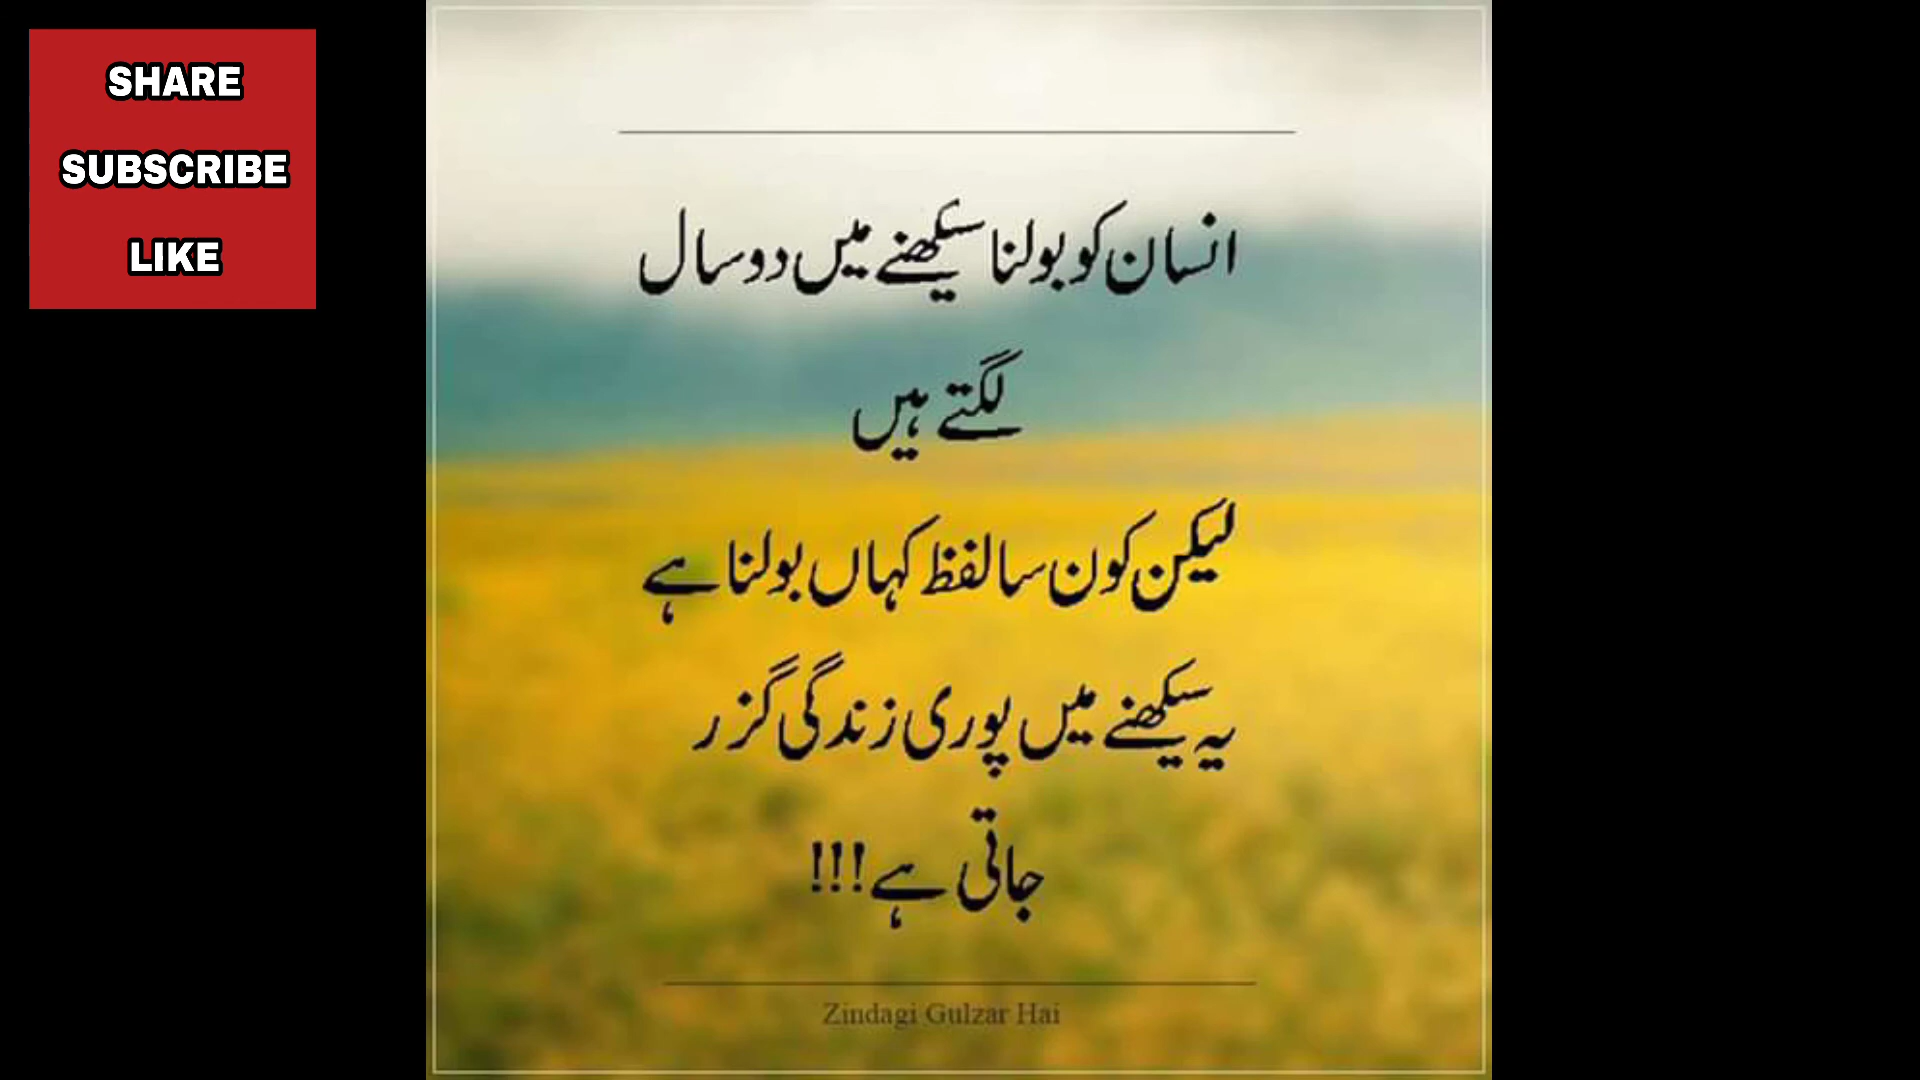 SHARE
SUBSCRIBE
LIKE
انسان کو بولنا سیکھنے میں دو سال
لگتے ہیں
لیکن کون سا لفظ کہاں بولنا ہے
یہ سیکھنے میں پوری زندگی گزر
جاتی ہے!!!
Zindagi Gulzar Hai